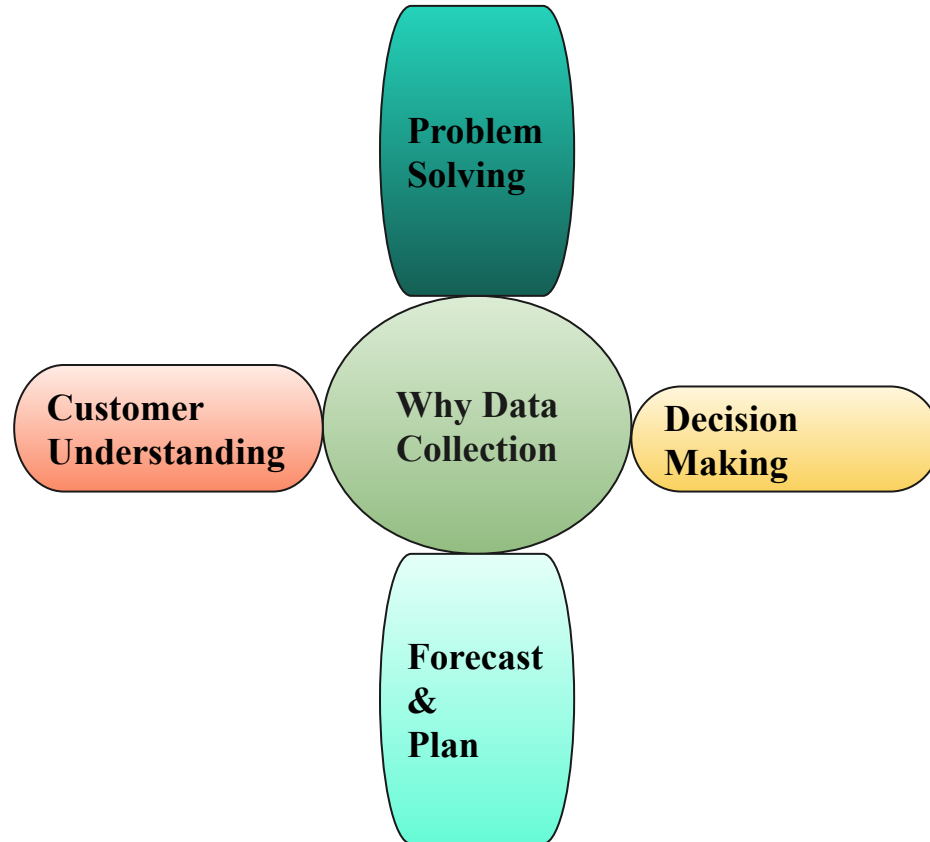 Problem
Solving
Customer
Understanding
Why Data
Collection
Decision
Making
Forecast
&
Plan